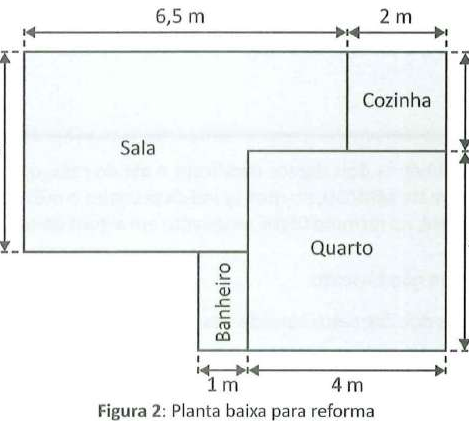 6,5 m
2 m
Cozinha
Sala
Quarto
Banheiro
1 m
4 m
Figura 2: Planta baixa para reforma